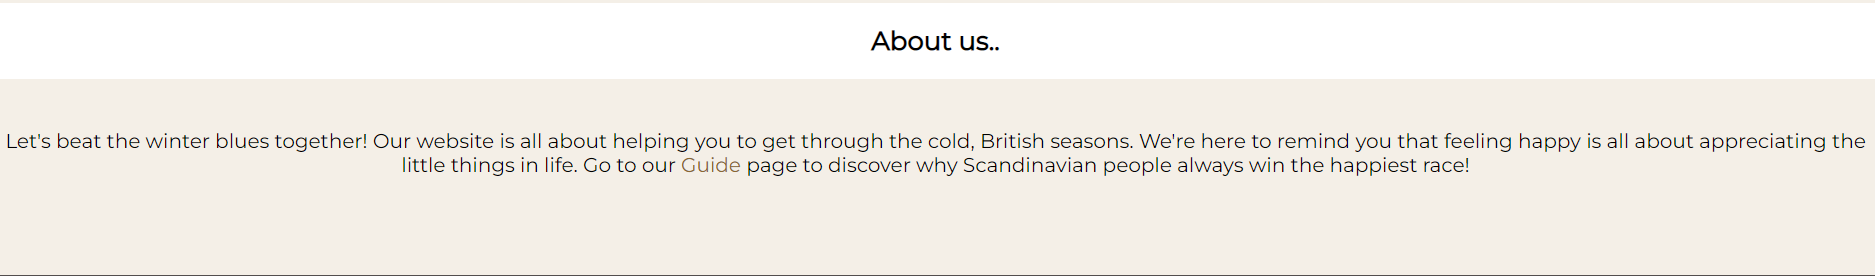 About us..
Let's beat the winter blues together! Our website is all about helping you to get through the cold, British seasons. We're here to remind you that feeling happy is all about appreciating the
little things in life. Go to our Guide page to discover why Scandinavian people always win the happiest race!